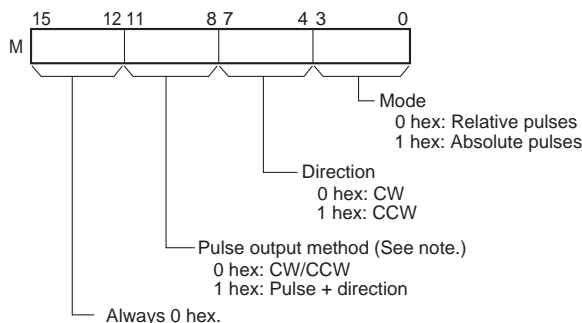 15 12 11 8 7 4 3 0
M
Mode
0 hex: Relative pulses
1 hex: Absolute pulses
Direction
0 hex: CW
1 hex: CCW
Pulse output method (See note.)
0 hex: CW/CCW
1 hex: Pulse + direction
Always 0 hex.